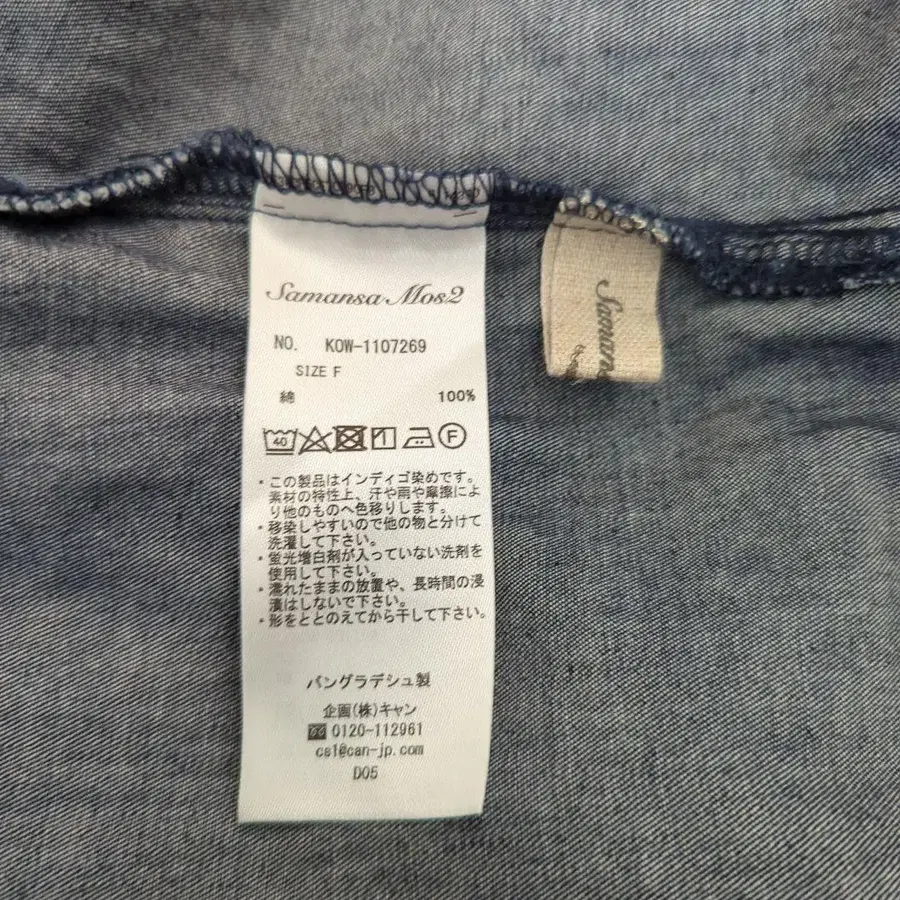 Samansa Mos2
NO. KOW-1107269
SIZE F
綿 100%
40 F
・この製品はインディゴ染めです。
素材の特性上、汗や雨や摩擦によ
り他のものへ色移りします。
・移染しやすいので他の物と分けて
洗濯して下さい。
・蛍光増白剤が入っていない洗剤を
使用して下さい。
・濡れたままの放置や、長時間の浸
漬はしないで下さい。
・形をととのえてから干して下さい。
バングラデシュ製
企画(株)キャン
0120-112961
cs1@can-jp.com
D05
Samans